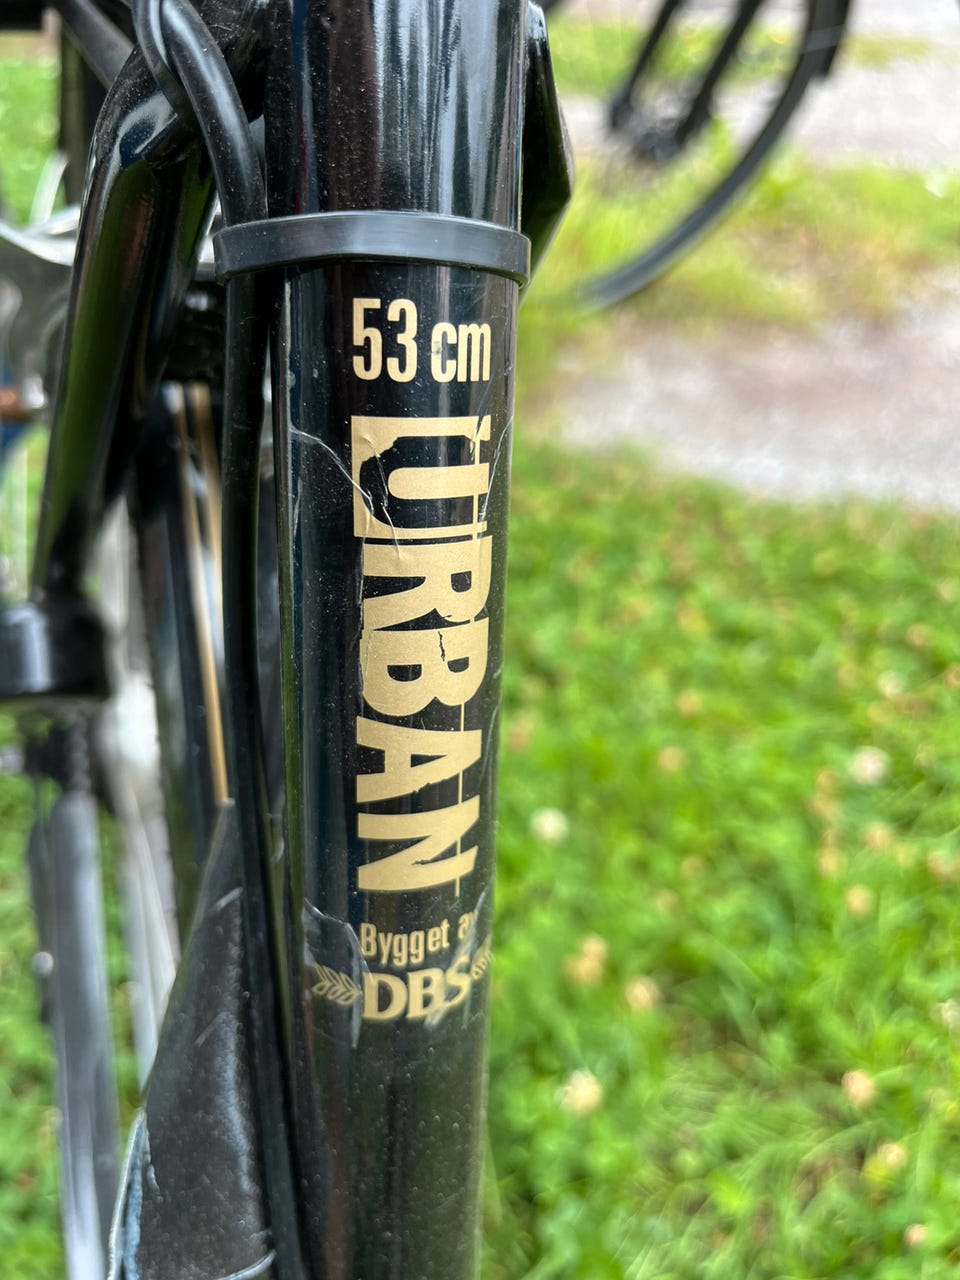 53 cm
URBAN
Bygget av
DBS